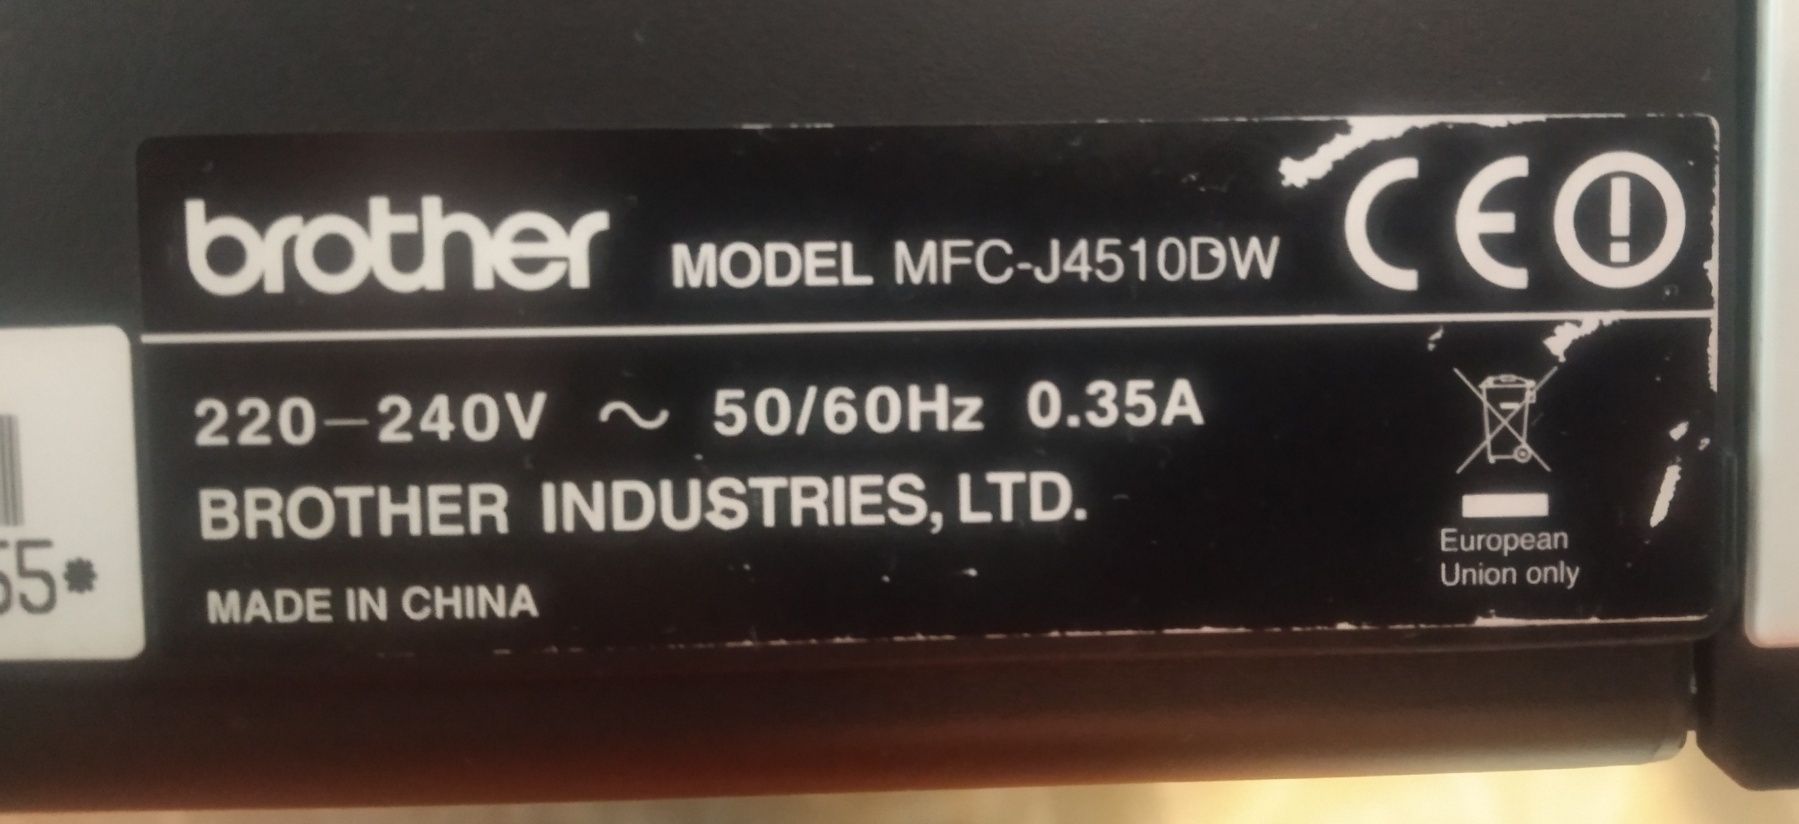 brother MODEL MFC-J4510DW CE
220-240V ~ 50/60Hz 0.35A
BROTHER INDUSTRIES, LTD.
MADE IN CHINA
European
Union only
55*